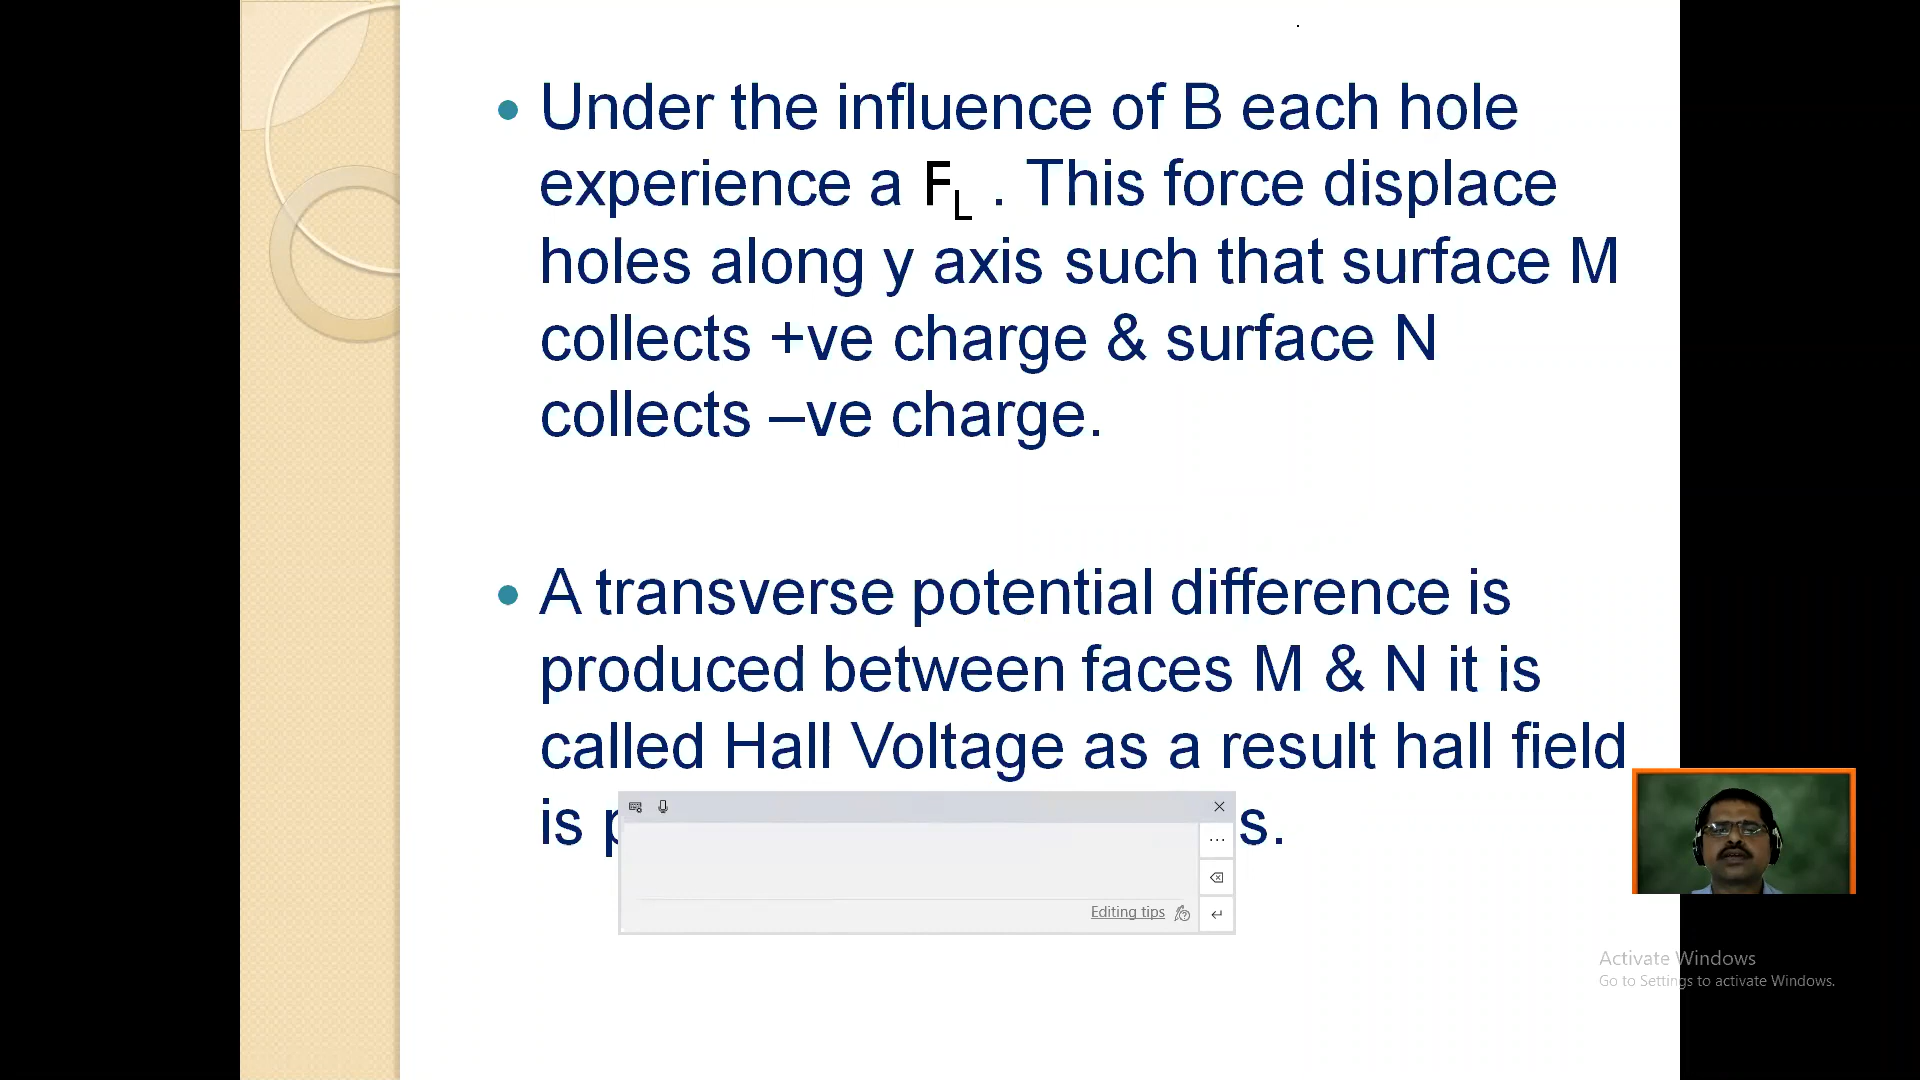 Under the influence of B each hole
experience a FL . This force displace
holes along y axis such that surface M
collects +ve charge & surface N
collects –ve charge.
A transverse potential difference is
produced between faces M & N it is
called Hall Voltage as a result hall field
is
s.
Editing tips
Activate Windows
Go to Settings to activate Windows.